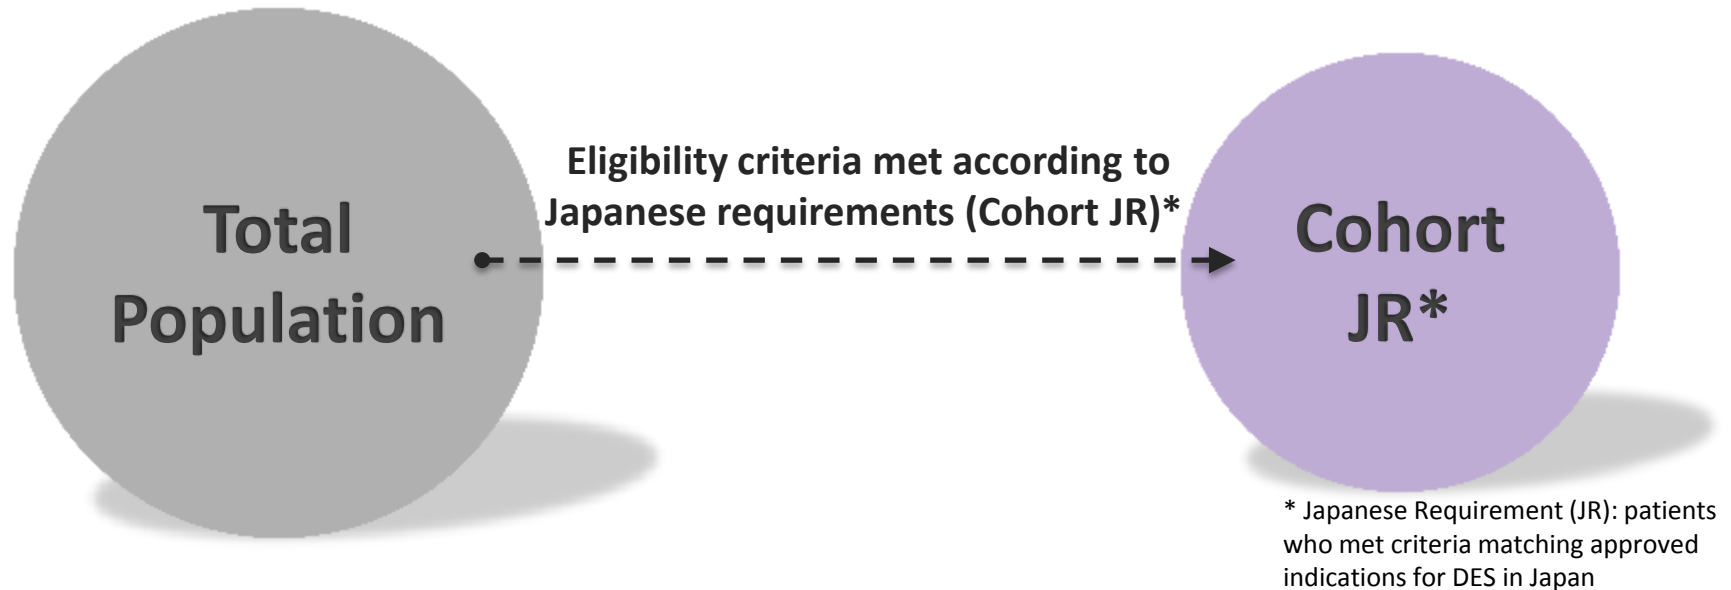 Total
Population
Eligibility criteria met according to
Japanese requirements (Cohort JR)*
Cohort
JR*
* Japanese Requirement (JR): patients
who met criteria matching approved
indications for DES in Japan